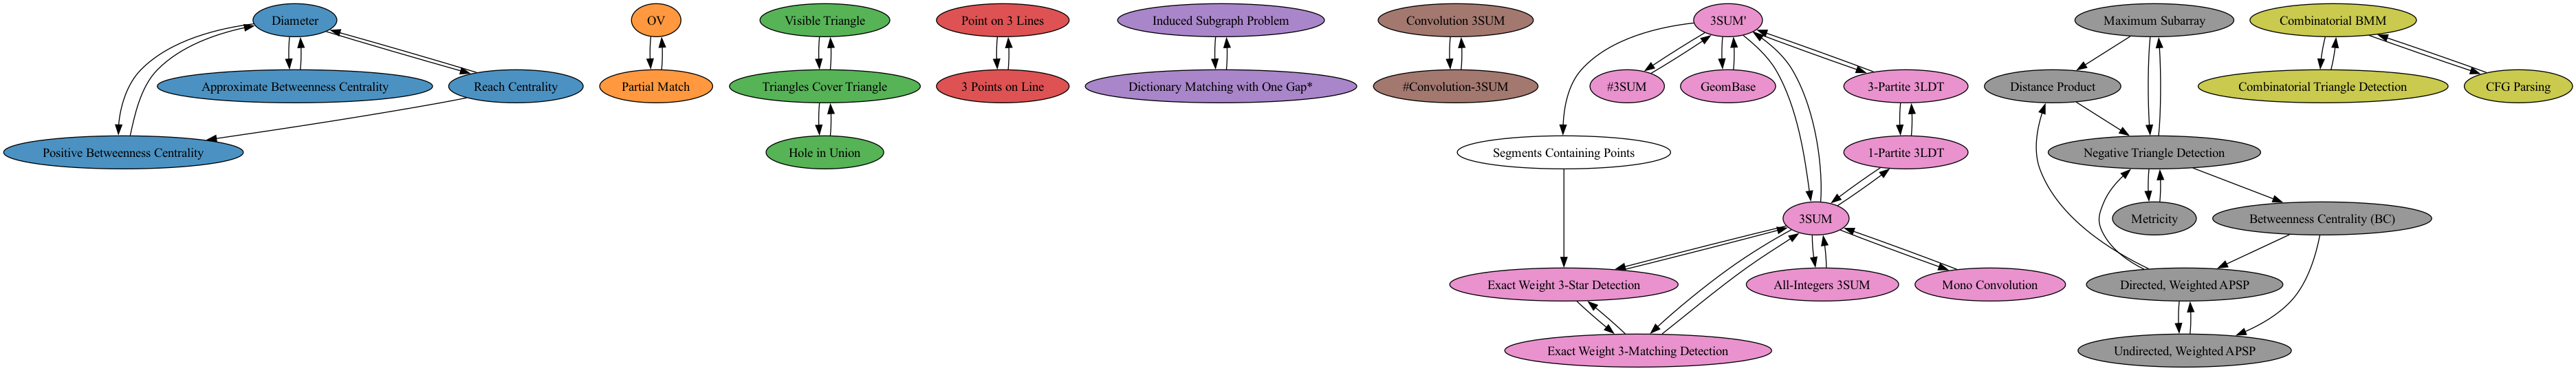 Diameter
OV
Visible Triangle
Point on 3 Lines
Induced Subgraph Problem
Convolution 3SUM
3SUM'
Maximum Subarray
Combinatorial BMM
Approximate Betweenness Centrality
Reach Centrality
Partial Match
Triangles Cover Triangle
3 Points on Line
Dictionary Matching with One Gap*
#Convolution-3SUM
#3SUM
GeomBase
3-Partite 3LDT
Distance Product
Combinatorial Triangle Detection
CFG Parsing
Positive Betweenness Centrality
Hole in Union
Segments Containing Points
1-Partite 3LDT
Negative Triangle Detection
3SUM
Metricity
Betweenness Centrality (BC)
Exact Weight 3-Star Detection
All-Integers 3SUM
Mono Convolution
Directed, Weighted APSP
Exact Weight 3-Matching Detection
Undirected, Weighted APSP